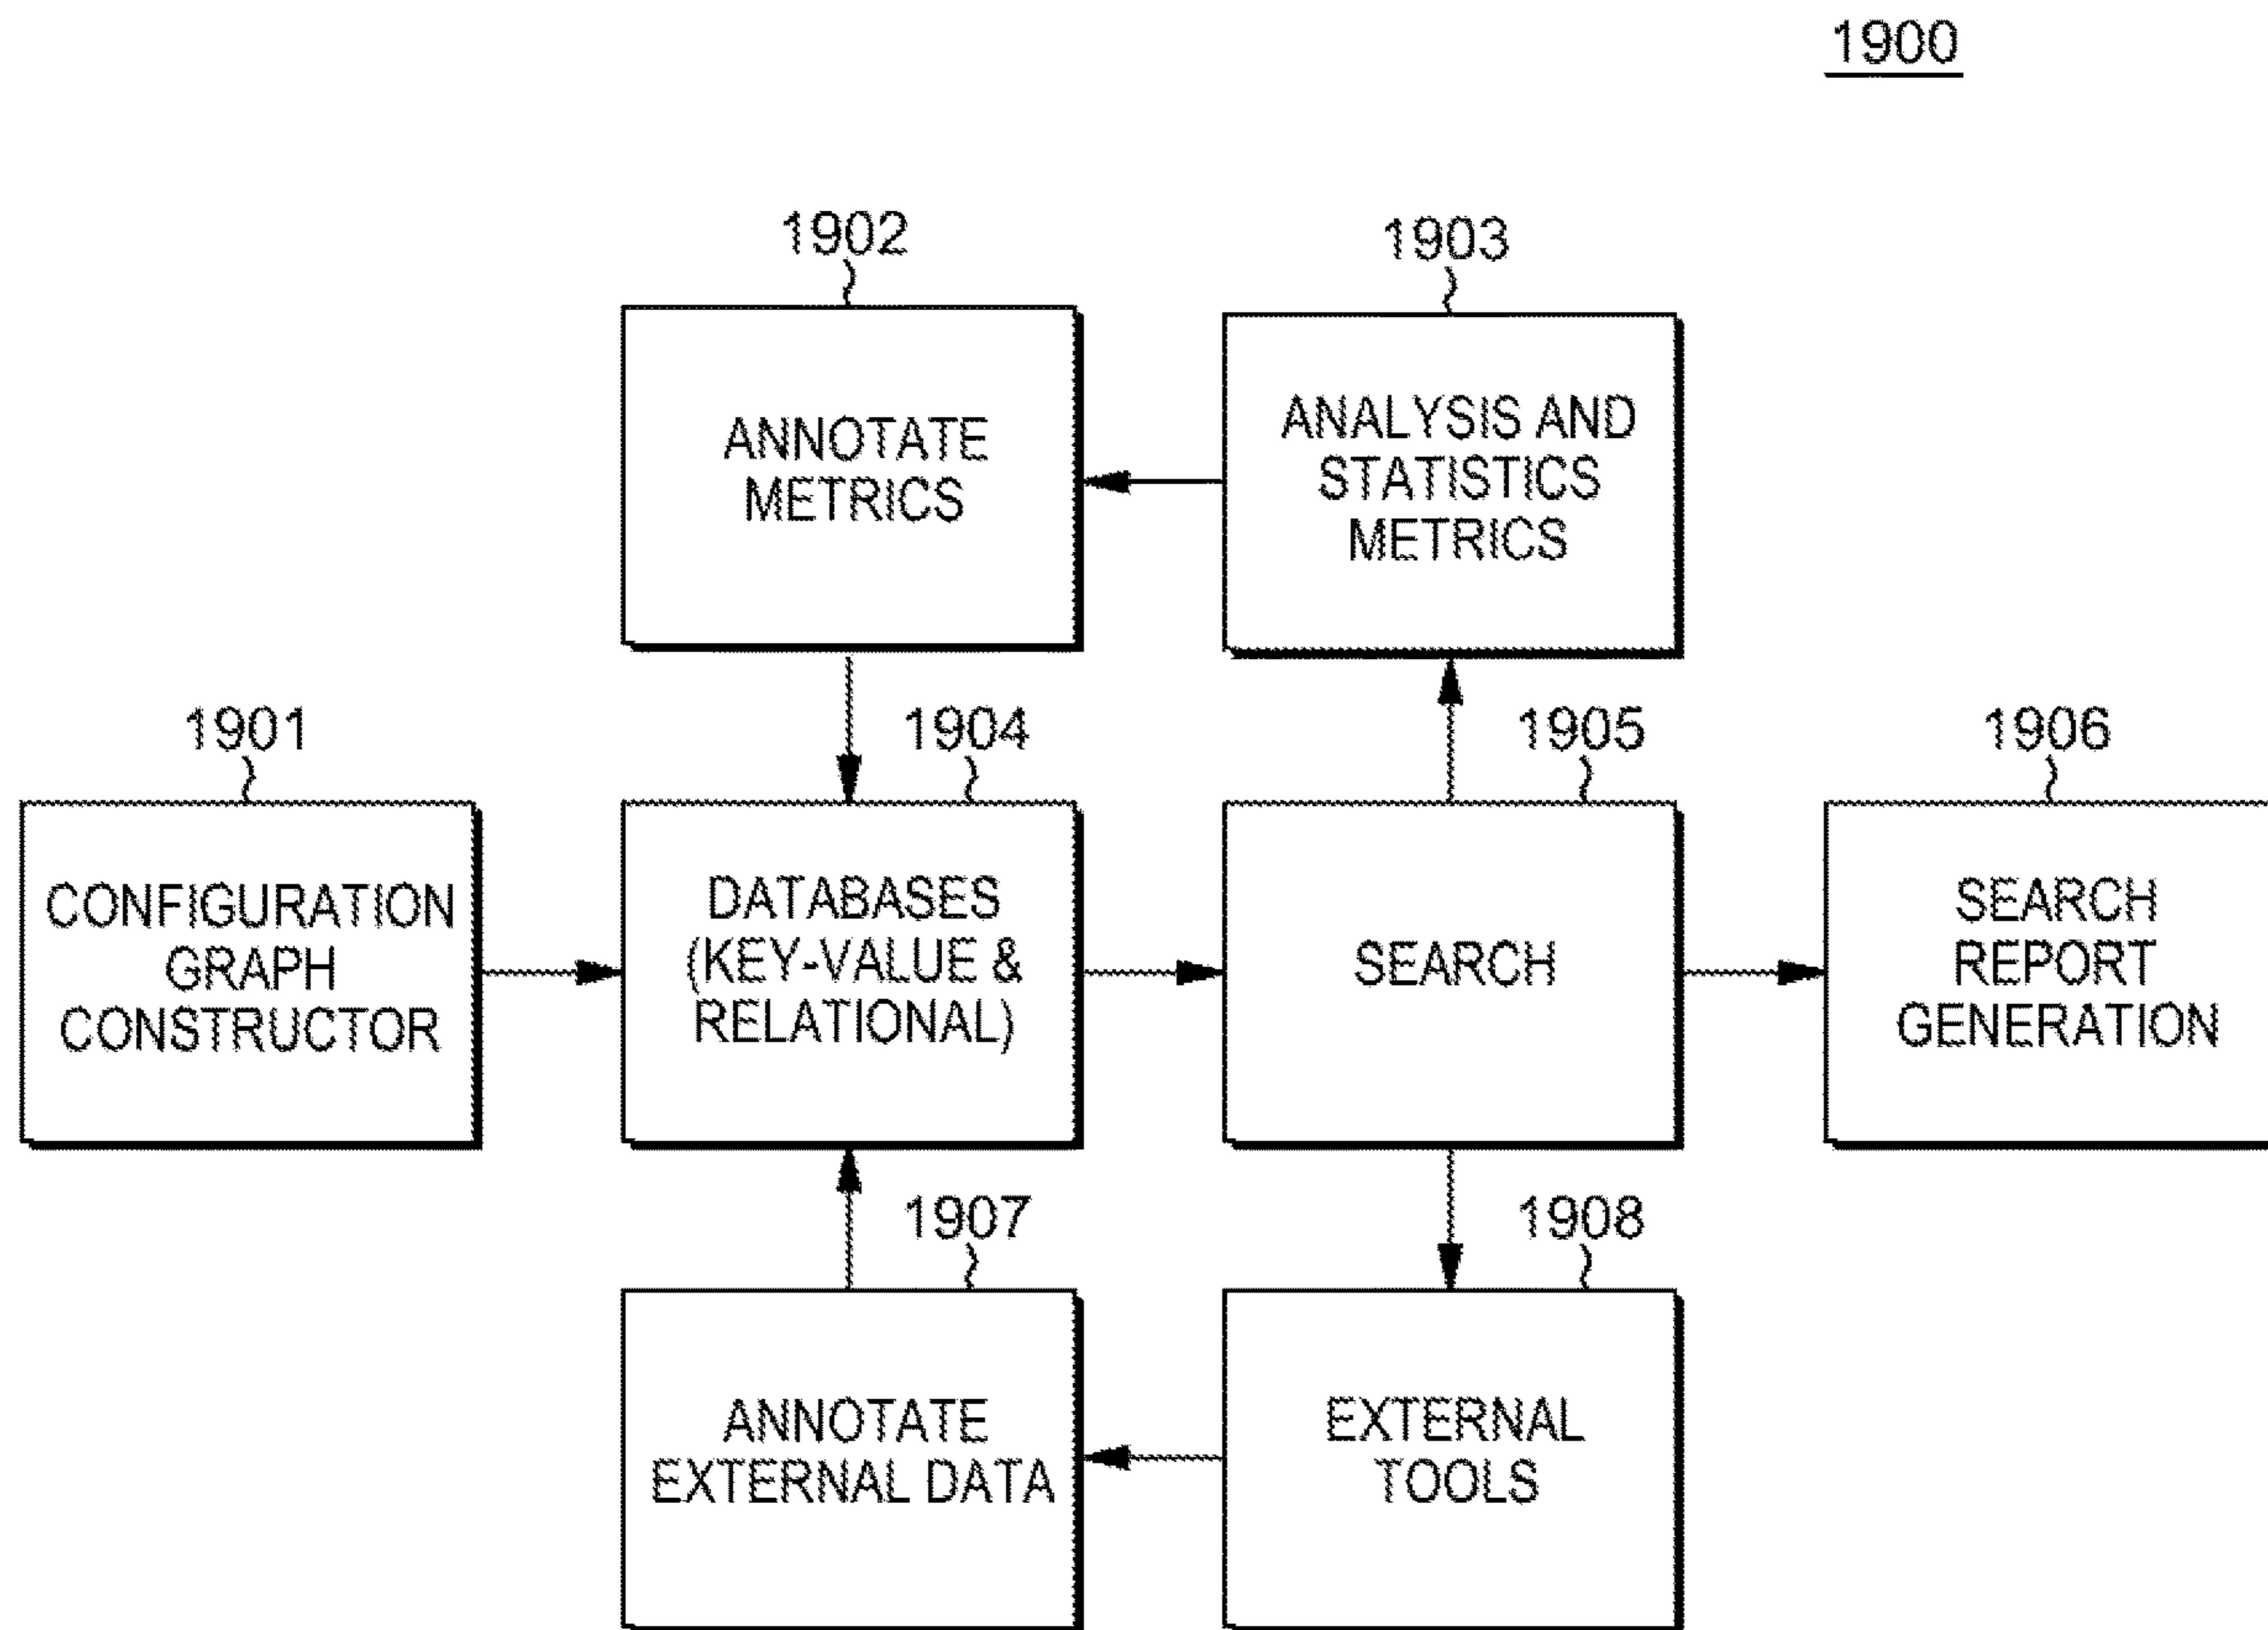 1900
1902
1903
ANNOTATE
METRICS
ANALYSIS AND
STATISTICS
METRICS
1901
1904
1905
1906
CONFIGURATION
GRAPH
CONSTRUCTOR
DATABASES
(KEY-VALUE &
RELATIONAL)
SEARCH
SEARCH
REPORT
GENERATION
1907
1908
ANNOTATE
EXTERNAL DATA
EXTERNAL
TOOLS